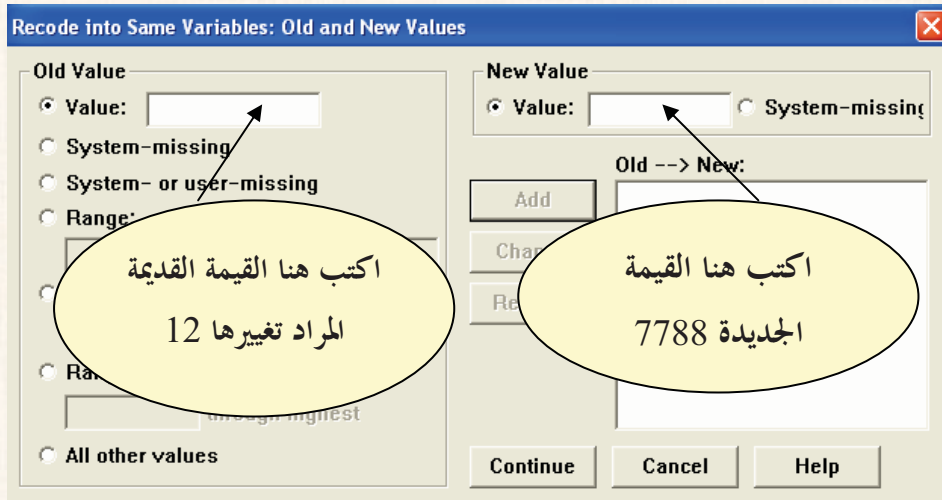 Recode into Same Variables: Old and New Values
Old Value
Value:
System-missing
System- or user-missing
Range:
اكتب هنا القيمة القديمة
المراد تغييرها 12
through highest
All other values
New Value
Value:
System-missing
Old --> New:
Add
اكتب هنا القيمة
الجديدة 7788
Continue
Cancel
Help